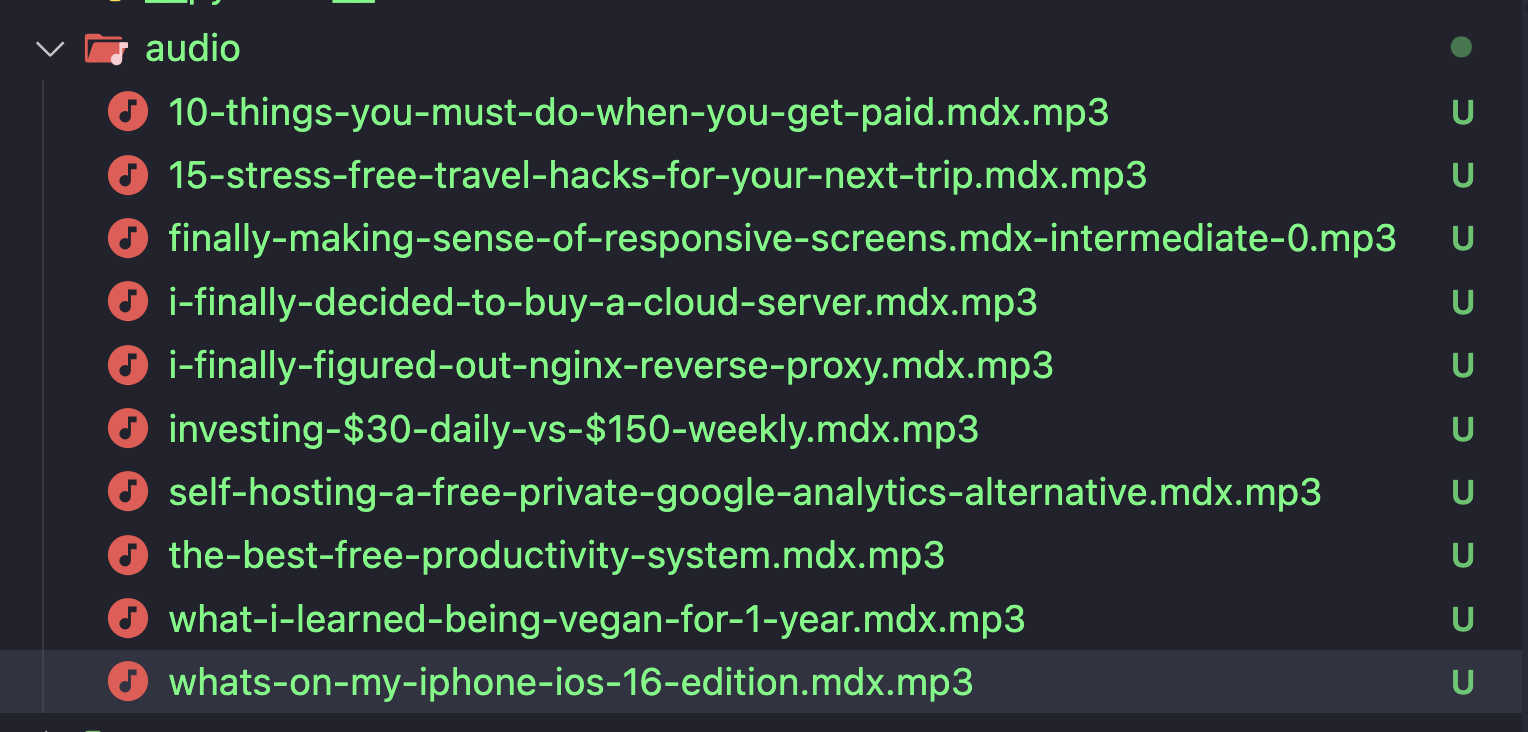 audio
10-things-you-must-do-when-you-get-paid.mdx.mp3 U
15-stress-free-travel-hacks-for-your-next-trip.mdx.mp3 U
finally-making-sense-of-responsive-screens.mdx-intermediate-0.mp3 U
i-finally-decided-to-buy-a-cloud-server.mdx.mp3 U
i-finally-figured-out-nginx-reverse-proxy.mdx.mp3 U
investing-$30-daily-vs-$150-weekly.mdx.mp3 U
self-hosting-a-free-private-google-analytics-alternative.mdx.mp3 U
the-best-free-productivity-system.mdx.mp3 U
what-i-learned-being-vegan-for-1-year.mdx.mp3 U
whats-on-my-iphone-ios-16-edition.mdx.mp3 U